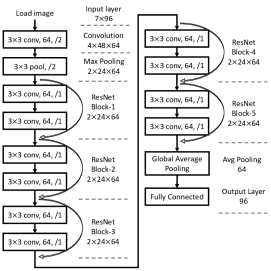 Load image
Input layer
7×96
3×3 conv, 64, /2
Convolution
4×48×64
3×3 pool, /2
Max Pooling
2×24×64
3×3 conv, 64, /1
3×3 conv, 64, /1
ResNet
Block-1
2×24×64
3×3 conv, 64, /1
3×3 conv, 64, /1
ResNet
Block-2
2×24×64
3×3 conv, 64, /1
3×3 conv, 64, /1
ResNet
Block-3
2×24×64
3×3 conv, 64, /1
3×3 conv, 64, /1
ResNet
Block-4
2×24×64
3×3 conv, 64, /1
3×3 conv, 64, /1
ResNet
Block-5
2×24×64
Global Average
Pooling
Avg Pooling
64
Fully Connected
Output Layer
96